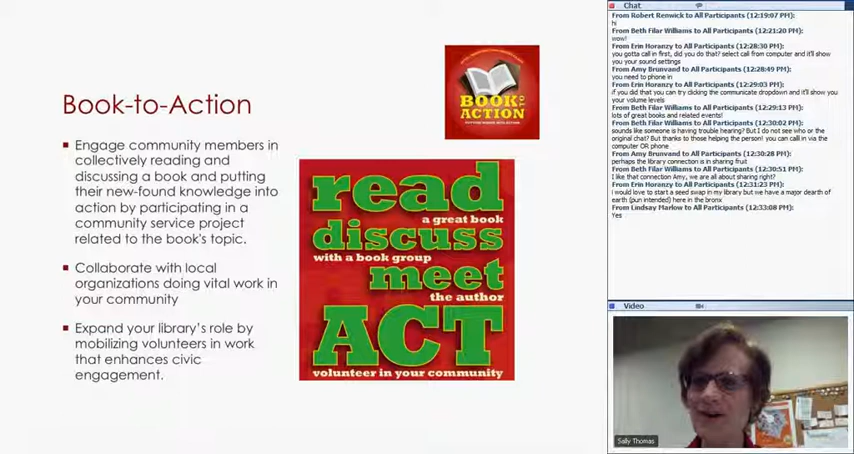 Book-to-Action
Engage community members in
collectively reading and
discussing a book and putting
their new-found knowledge into
action by participating in a
community service project
related to the book's topic.
Collaborate with local
organizations doing vital work in
your community
Expand your library's role by
mobilizing volunteers in work
that enhances civic
engagement.
BOOK TO
ACTION
read
a great book
discuss
with a book group
meet
the author
ACT
volunteer in your community
Chat
From Robert Renwick to All Participants (12:19:07 PM):
hi
From Beth Filar Williams to All Participants (12:21:20 PM):
wow!
From Erin Horanzy to All Participants (12:28:30 PM):
you gotta call in first, did you do that? select call from computer and it'll show
you your sound settings
From Amy Brunvand to All Participants (12:28:49 PM):
you need to phone in
From Erin Horanzy to All Participants (12:29:03 PM):
if you did that you can try clicking the communicate dropdown and it'll show you
your volume levels
From Beth Filar Williams to All Participants (12:29:13 PM):
lots of great books and related events!
From Beth Filar Williams to All Participants (12:30:02 PM):
sounds like someone is having trouble hearing? But I do not see who or the
original chat? But thanks to those helping the person! you can call in via the
computer OR phone
From Amy Brunvand to All Participants (12:30:28 PM):
perhaps the library connection is in sharing fruit
From Beth Filar Williams to All Participants (12:30:51 PM):
I like that connection Amy, we are all about sharing right?
From Erin Horanzy to All Participants (12:31:23 PM):
i would love to start a seed swap in my library but we have a major dearth of
earth (pun intended) here in the bronx
From Lindsay Marlow to All Participants (12:33:08 PM):
Yes
Video
Sally Thomas